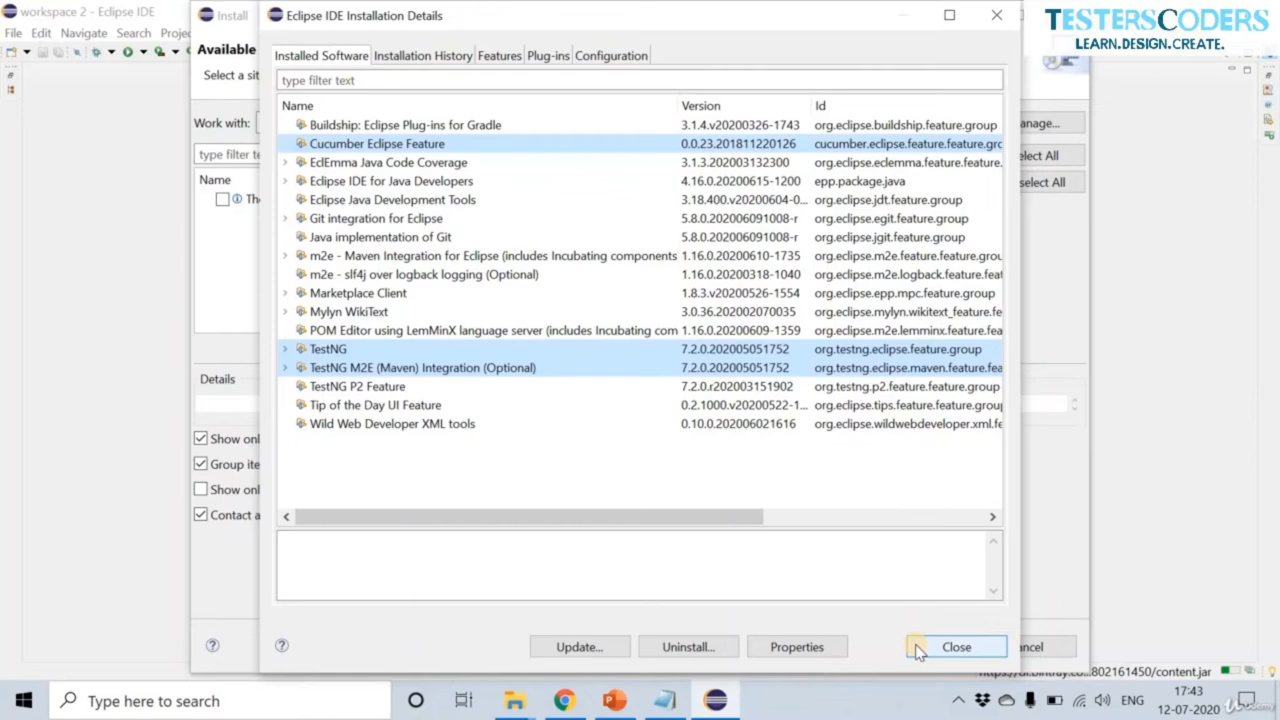 workspace 2 - Eclipse IDE
File Edit Navigate Search Projec
Install
Available
Select a sit
Work with:
type filter te
Name
Th
Details
Show onl
Group ite
Show onl
Contact a
Eclipse IDE Installation Details
Installed Software Installation History Features Plug-ins Configuration
type filter text
Name Version Id
Buildship: Eclipse Plug-ins for Gradle 3.1.4.v20200326-1743 org.eclipse.buildship.feature.group
Cucumber Eclipse Feature 0.0.23.201811220126 cucumber.eclipse.feature.feature.grc
EclEmma Java Code Coverage 3.1.3.202003132300 org.eclipse.eclemma.feature.feature.
Eclipse IDE for Java Developers 4.16.0.20200615-1200 epp.package.java
Eclipse Java Development Tools 3.18.400.v20200604-0... org.eclipse.jdt.feature.group
Git integration for Eclipse 5.8.0.202006091008-r org.eclipse.egit.feature.group
Java implementation of Git 5.8.0.202006091008-r org.eclipse.jgit.feature.group
m2e - Maven Integration for Eclipse (includes Incubating components 1.16.0.20200610-1735 org.eclipse.m2e.feature.feature.grou
m2e - slf4j over logback logging (Optional) 1.16.0.20200318-1040 org.eclipse.m2e.logback.feature.feat
Marketplace Client 1.8.3.v20200526-1554 org.eclipse.epp.mpc.feature.group
Mylyn WikiText 3.0.36.202002070035 org.eclipse.mylyn.wikitext_feature.fe
POM Editor using LemMinX language server (includes Incubating com 1.16.0.20200609-1359 org.eclipse.m2e.lemminx.feature.fea
TestNG 7.2.0.202005051752 org.testng.eclipse.feature.group
TestNG M2E (Maven) Integration (Optional) 7.2.0.202005051752 org.testng.eclipse.maven.feature.fea
TestNG P2 Feature 7.2.0.r202003151902 org.testng.p2.feature.feature.group
Tip of the Day UI Feature 0.2.1000.v20200522-1... org.eclipse.tips.feature.feature.group
Wild Web Developer XML tools 0.10.0.202006021616 org.eclipse.wildwebdeveloper.xml.fe
Update... Uninstall... Properties Close
TESTERSCODERS
LEARN.DESIGN.CREATE.
anage...
elect All
select All
ncel
802161450/content.jar
Type here to search
ENG
17:43
12-07-2020
Udemy